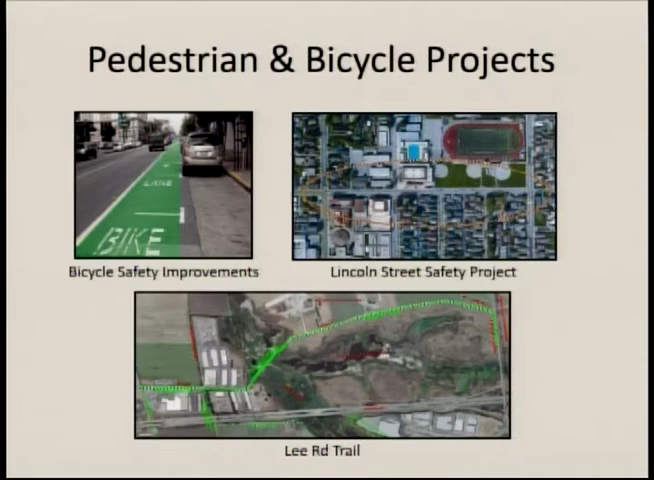 Pedestrian & Bicycle Projects
LANE
BIKE
Bicycle Safety Improvements
Lincoln Street Safety Project
Lee Rd Trail